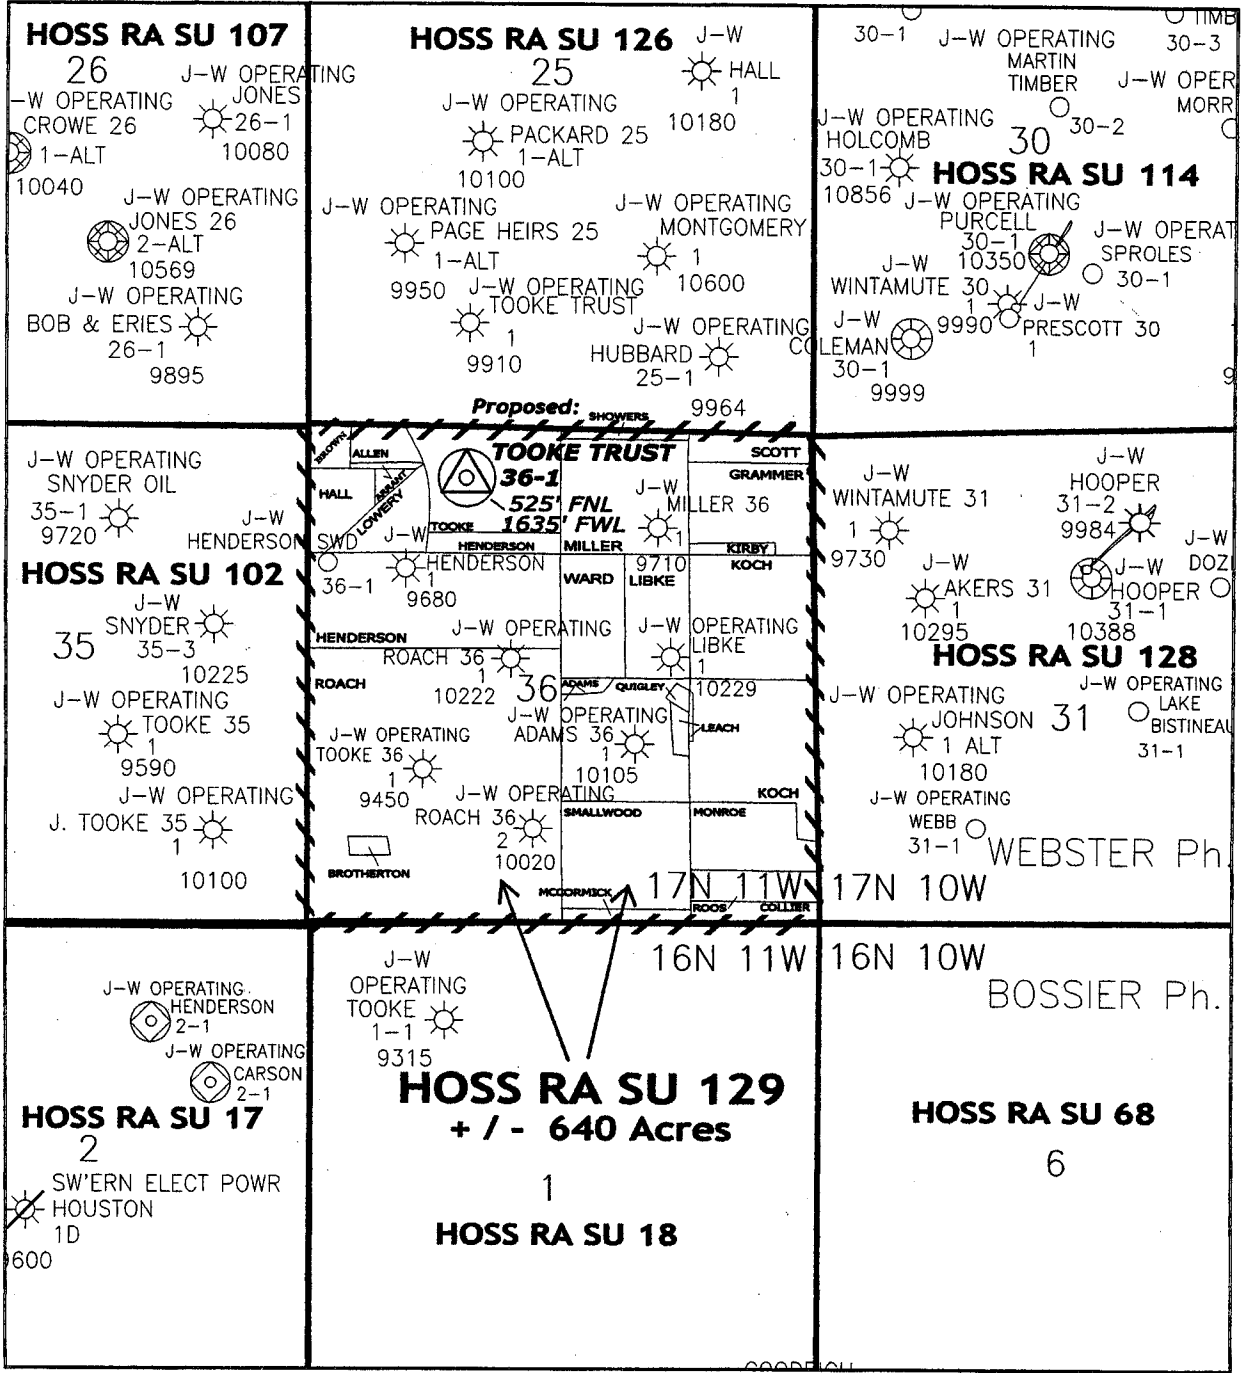 HOSS RA SU 107
26
J-W OPERATING
JONES
26-1
10080
-W OPERATING
CROWE 26
1-ALT
10040
J-W OPERATING
JONES 26
2-ALT
10569
J-W OPERATING
BOB & ERIES
26-1
9895
HOSS RA SU 126
25
J-W
HALL
1
10180
J-W OPERATING
PACKARD 25
1-ALT
10100
J-W OPERATING
PAGE HEIRS 25
1-ALT
9950
J-W OPERATING
MONTGOMERY
1
10600
J-W OPERATING
TOOKE TRUST
1
9910
J-W OPERATING
HUBBARD
25-1
9964
30-1
J-W OPERATING
MARTIN
TIMBER
30-2
TIMB
30-3
J-W OPER
MORR
J-W OPERATING
HOLCOMB
30-1
10856
30
HOSS RA SU 114
J-W OPERATING
PURCELL
30-1
10350
J-W OPERAT
SPROLES
30-1
J-W
WINTAMUTE 30
1
9990
J-W
PRESCOTT 30
1
J-W
COLEMAN
30-1
9999
9
Proposed:
SHOWERS
TOOKE TRUST
36-1
525' FNL
1635' FWL
BROWN
ALLEN
HALL
ARRANT
LOWERY
TOOKE
HENDERSON
MILLER
SCOTT
GRAMMER
KIRBY
KOCH
J-W
MILLER 36
1
9710
SWD
36-1
J-W
HENDERSON
1
9680
WARD
LIBKE
HENDERSON
J-W OPERATING
ROACH 36
1
10222
J-W OPERATING
LIBKE
1
10229
ROACH
36
ADAMS
QUIGLEY
LEACH
J-W OPERATING
ADAMS 36
1
10105
J-W OPERATING
TOOKE 36
1
9450
J-W OPERATING
ROACH 36
2
10020
KOCH
SMALLWOOD
MONROE
BROTHERTON
MCCORMICK
ROOS
COLLIER
17N 11W
17N 10W
J-W OPERATING
SNYDER OIL
35-1
9720
J-W
HENDERSON
HOSS RA SU 102
J-W
SNYDER
35-3
10225
35
J-W OPERATING
TOOKE 35
1
9590
J-W OPERATING
J. TOOKE 35
1
10100
J-W
WINTAMUTE 31
1
9730
J-W
HOOPER
31-2
9984
J-W
DOZI
J-W
AKERS 31
1
10295
J-W
HOOPER
31-1
10388
HOSS RA SU 128
J-W OPERATING
JOHNSON
1 ALT
10180
31
J-W OPERATING
LAKE
BISTINEAU
31-1
J-W OPERATING
WEBB
31-1
WEBSTER Ph.
16N 11W
16N 10W
BOSSIER Ph.
J-W OPERATING
HENDERSON
2-1
J-W OPERATING
CARSON
2-1
HOSS RA SU 17
2
SW'ERN ELECT POWR
HOUSTON
1D
9600
J-W
OPERATING
TOOKE
1-1
9315
HOSS RA SU 129
+ / - 640 Acres
1
HOSS RA SU 18
HOSS RA SU 68
6